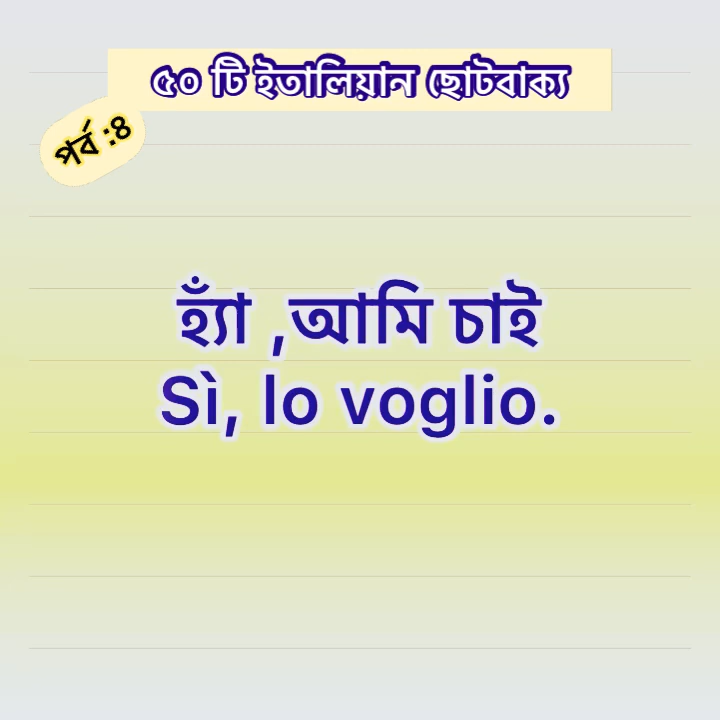 ৫০ টি ইতালিয়ান ছোটবাক্য
পর্ব :৪
হ্যাঁ ,আমি চাই
Sì, lo voglio.